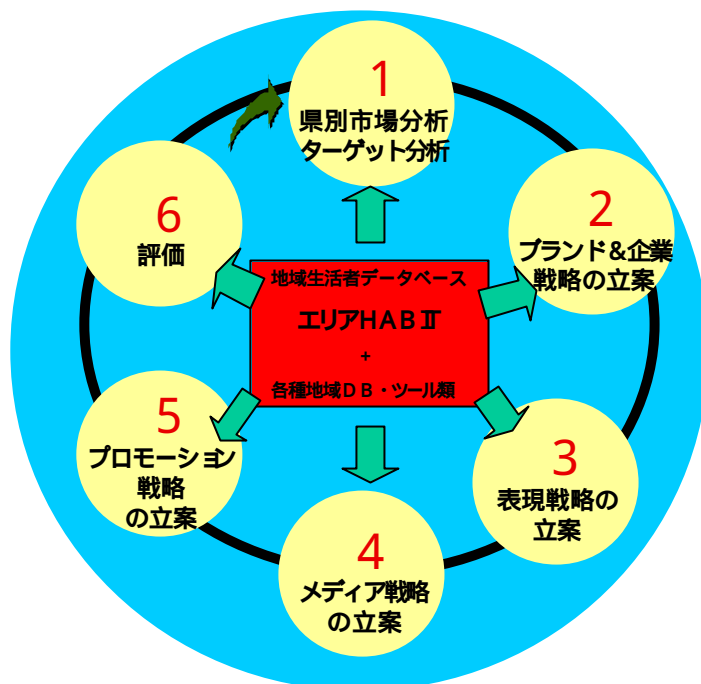 1
県別市場分析
ターゲット分析
2
ブランド＆企業
戦略の立案
3
表現戦略の
立案
4
メディア戦略
の立案
5
プロモーション
戦略
の立案
6
評価
地域生活者データベース
エリアＨＡＢⅡ
+
各種地域ＤＢ・ツール類